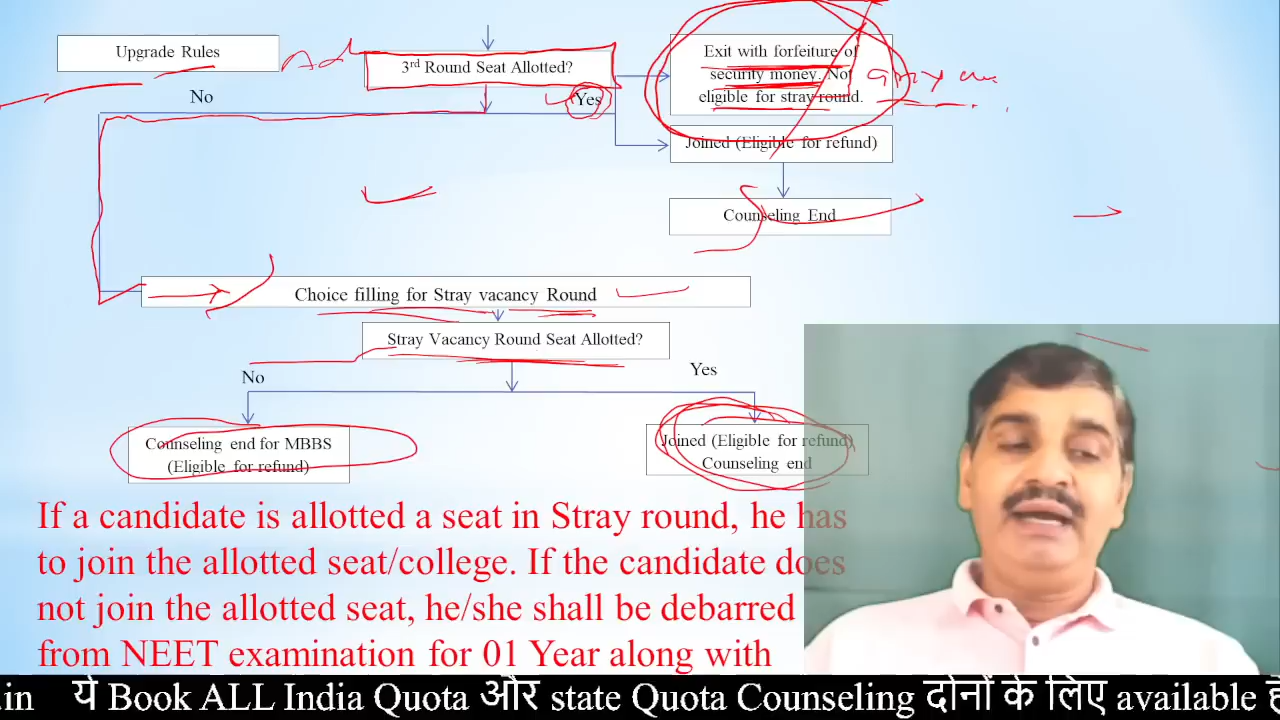 Upgrade Rules
3rd Round Seat Allotted?
Exit with forfeiture of
security money. Not
eligible for stray round.
No
Yes
Joined (Eligible for refund)
Counseling End
Choice filling for Stray vacancy Round
Stray Vacancy Round Seat Allotted?
No
Yes
Counseling end for MBBS
(Eligible for refund)
Joined (Eligible for refund)
Counseling end
If a candidate is allotted a seat in Stray round, he has
to join the allotted seat/college. If the candidate does
not join the allotted seat, he/she shall be debarred
from NEET examination for 01 Year along with
.in ये Book ALL India Quota और state Quota Counseling दोनों के लिए available है